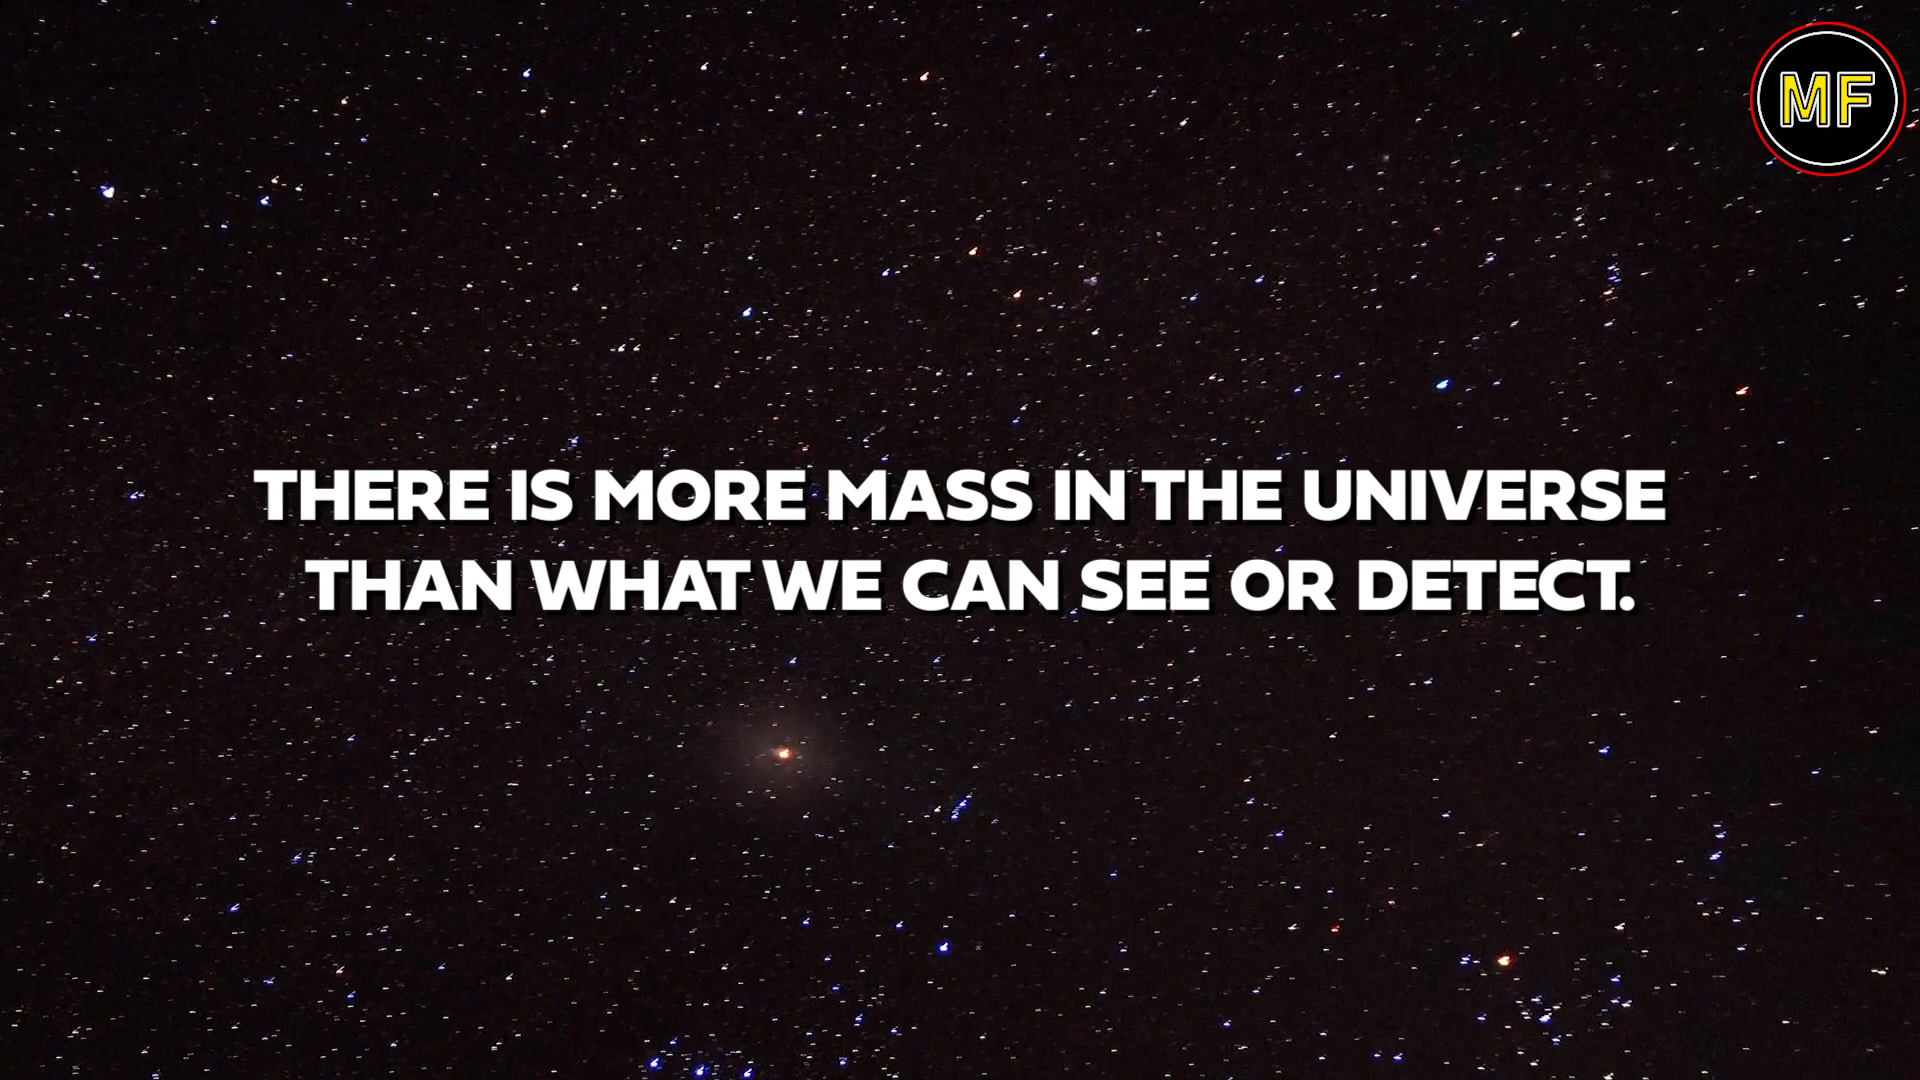 MF
THERE IS MORE MASS IN THE UNIVERSE
THAN WHAT WE CAN SEE OR DETECT.